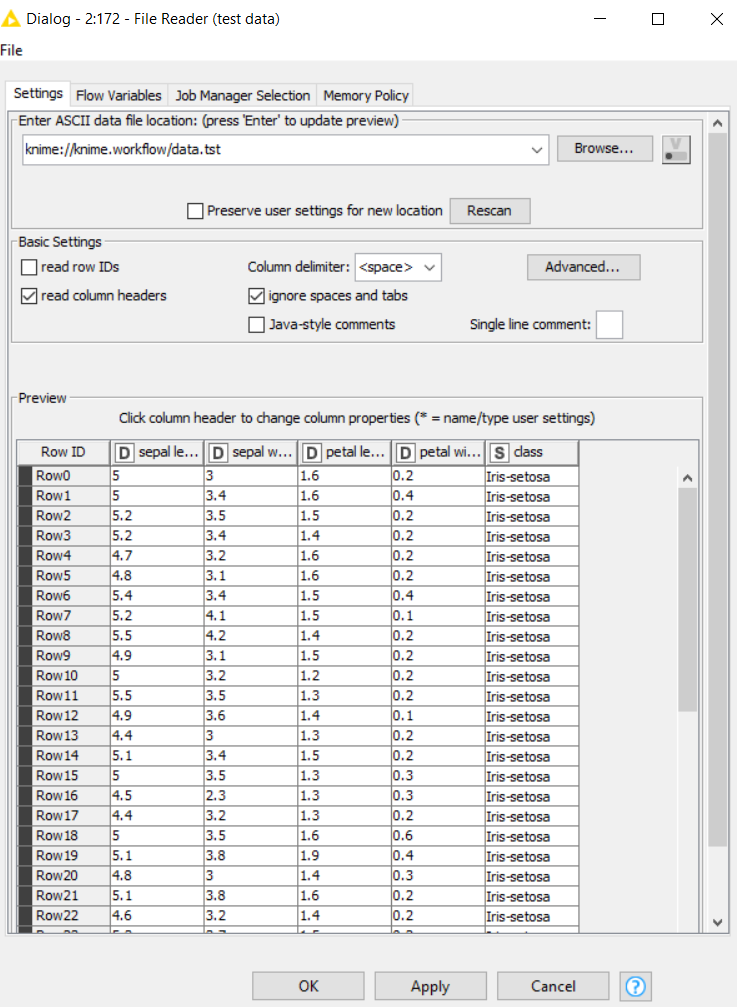 Dialog - 2:172 - File Reader (test data)
File
Settings Flow Variables Job Manager Selection Memory Policy
Enter ASCII data file location: (press 'Enter' to update preview)
knime://knime.workflow/data.tst Browse... V
Preserve user settings for new location Rescan
Basic Settings
read row IDs Column delimiter: <space> Advanced...
read column headers ignore spaces and tabs
Java-style comments Single line comment:
Preview
Click column header to change column properties (* = name/type user settings)
Row ID D sepal le... D sepal w... D petal le... D petal wi... S class
Row0 5 3 1.6 0.2 Iris-setosa
Row1 5 3.4 1.6 0.4 Iris-setosa
Row2 5.2 3.5 1.5 0.2 Iris-setosa
Row3 5.2 3.4 1.4 0.2 Iris-setosa
Row4 4.7 3.2 1.6 0.2 Iris-setosa
Row5 4.8 3.1 1.6 0.2 Iris-setosa
Row6 5.4 3.4 1.5 0.4 Iris-setosa
Row7 5.2 4.1 1.5 0.1 Iris-setosa
Row8 5.5 4.2 1.4 0.2 Iris-setosa
Row9 4.9 3.1 1.5 0.2 Iris-setosa
Row10 5 3.2 1.2 0.2 Iris-setosa
Row11 5.5 3.5 1.3 0.2 Iris-setosa
Row12 4.9 3.6 1.4 0.1 Iris-setosa
Row13 4.4 3 1.3 0.2 Iris-setosa
Row14 5.1 3.4 1.5 0.2 Iris-setosa
Row15 5 3.5 1.3 0.3 Iris-setosa
Row16 4.5 2.3 1.3 0.3 Iris-setosa
Row17 4.4 3.2 1.3 0.2 Iris-setosa
Row18 5 3.5 1.6 0.6 Iris-setosa
Row19 5.1 3.8 1.9 0.4 Iris-setosa
Row20 4.8 3 1.4 0.3 Iris-setosa
Row21 5.1 3.8 1.6 0.2 Iris-setosa
Row22 4.6 3.2 1.4 0.2 Iris-setosa
OK Apply Cancel ?